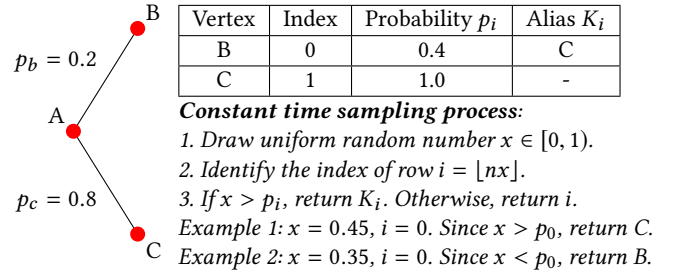 B
p_b = 0.2
A
p_c = 0.8
C
Vertex Index Probability p_i Alias K_i
B 0 0.4 C
C 1 1.0 -
Constant time sampling process:
1. Draw uniform random number x ∈ [0, 1).
2. Identify the index of row i = ⌊nx⌋.
3. If x > p_i, return K_i. Otherwise, return i.
Example 1: x = 0.45, i = 0. Since x > p_0, return C.
Example 2: x = 0.35, i = 0. Since x < p_0, return B.